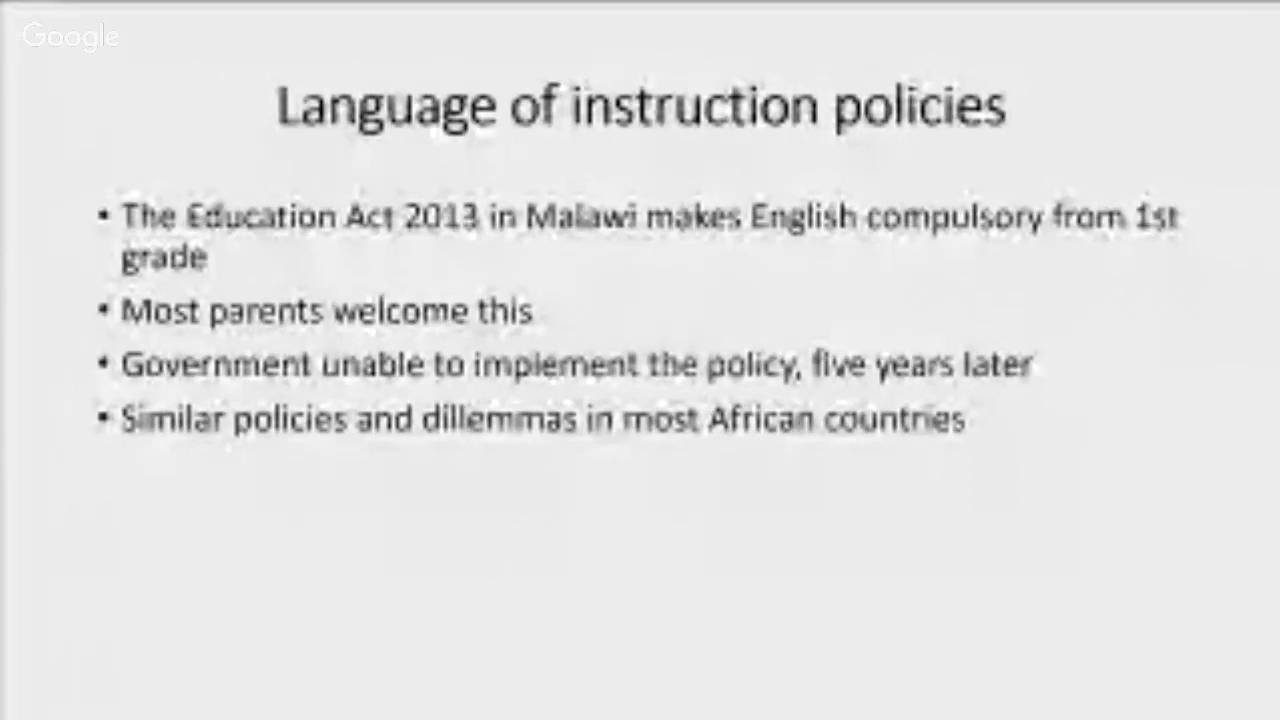 Google
Language of instruction policies
• The Education Act 2013 in Malawi makes English compulsory from 1st
grade
• Most parents welcome this
• Government unable to implement the policy, five years later
• Similar policies and dillemmas in most African countries